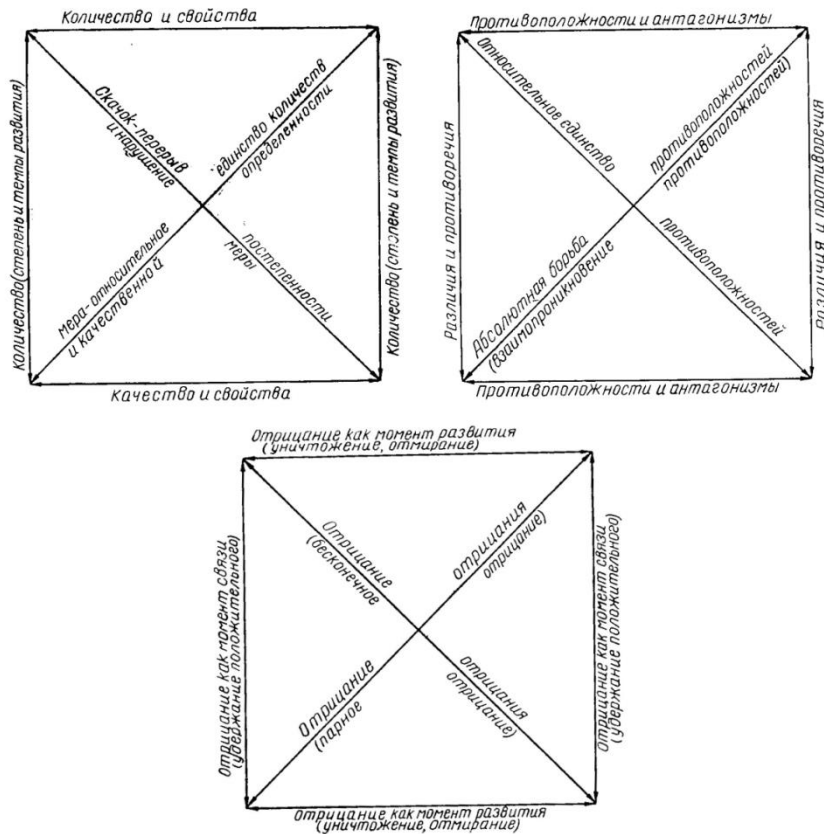 Количество и свойства
Количество (степень и темпы развития)
Скачок-перерыв
и нарушение
единство количеств
определенности
Количество (степень и темпы развития)
мера-относительное
и качественной
постепенности
меры
Качество и свойства
Противоположности и антагонизмы
Различия и противоречия
Относительное единство
противоположностей
противоположностей)
Различия и противоречия
Абсолютная борьба
(взаимопроникновение
противоположностей
Противоположности и антагонизмы
Отрицание как момент развития
(уничтожение, отмирание)
Отрицание как момент связи
(удержание положительного)
Отрицание
(бесконечное
отрицания
отрицание)
Отрицание как момент связи
(удержание положительного)
Отрицание
(парное
отрицания
отрицание)
Отрицание как момент развития
(уничтожение, отмирание)